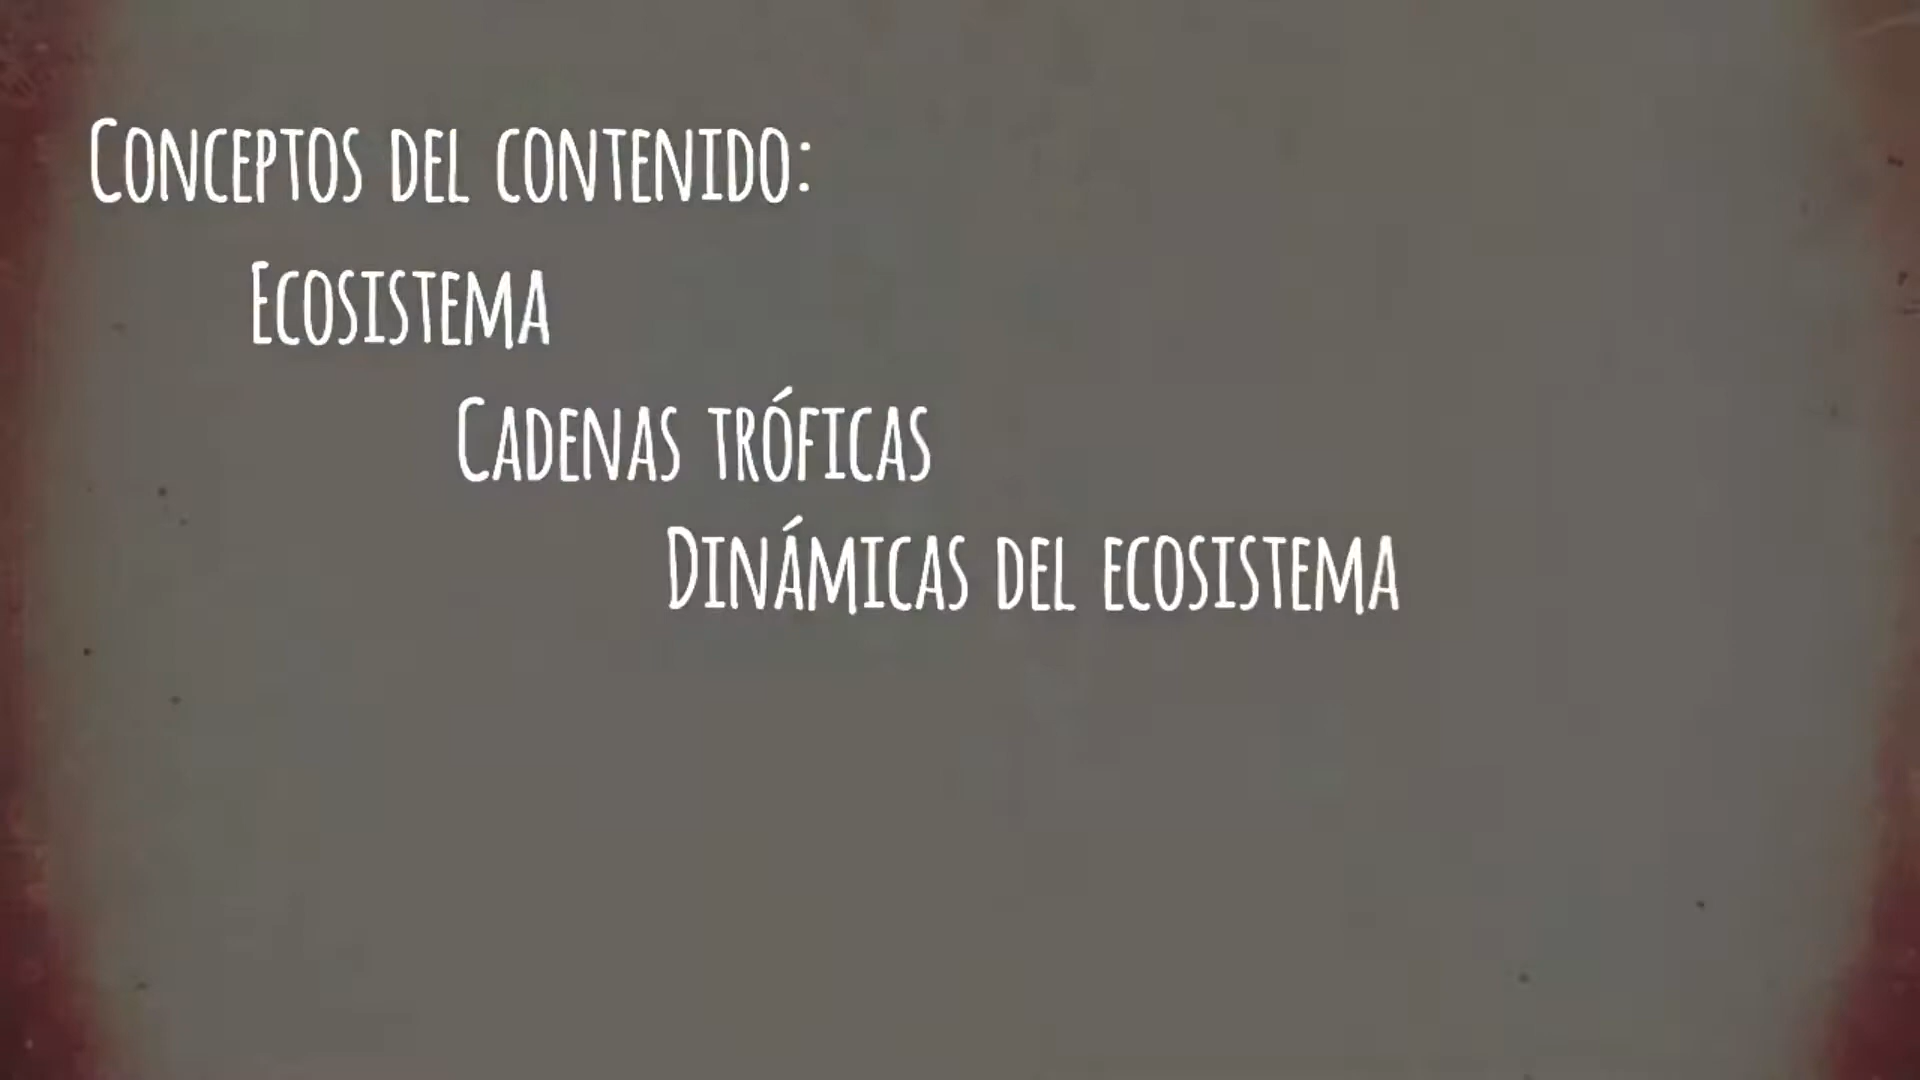 Conceptos del contenido:
Ecosistema
Cadenas tróficas
Dinámicas del ecosistema